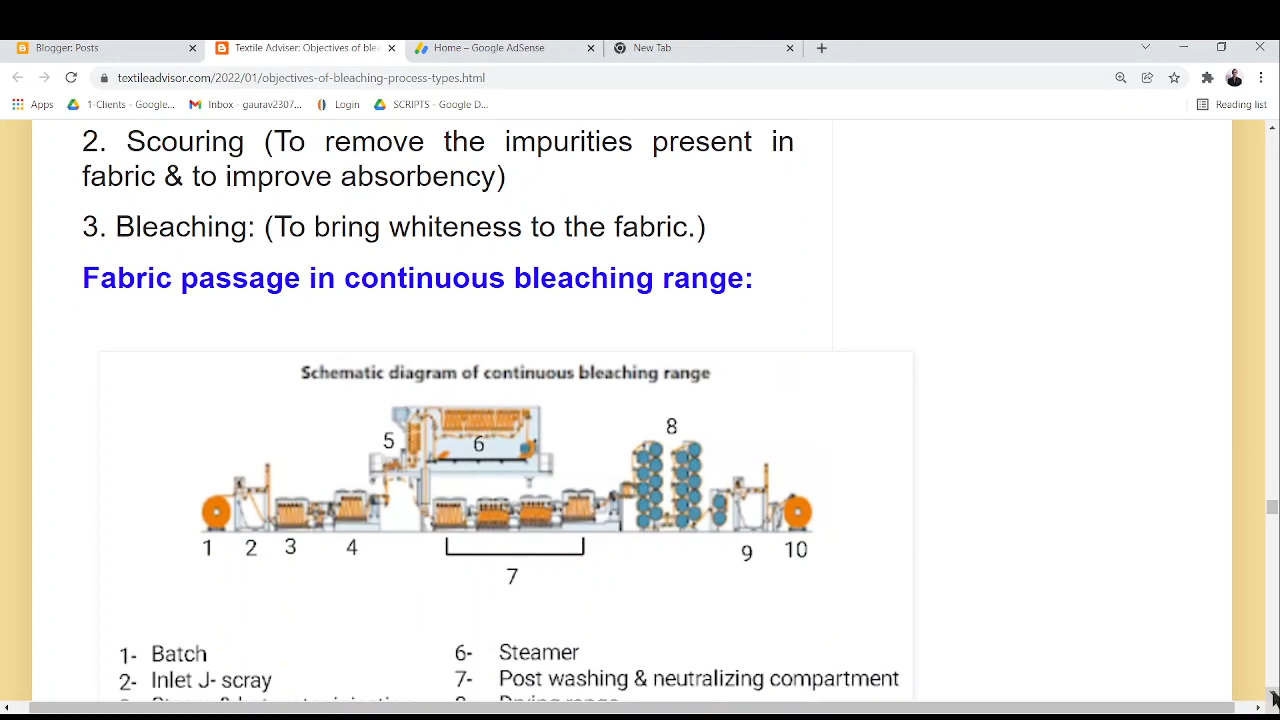 Blogger: Posts
Textile Adviser: Objectives of ble
Home – Google AdSense
New Tab
textileadvisor.com/2022/01/objectives-of-bleaching-process-types.html
Apps
1-Clients - Google...
Inbox - gaurav2307...
Login
SCRIPTS - Google D...
Reading list
2. Scouring (To remove the impurities present in
fabric & to improve absorbency)
3. Bleaching: (To bring whiteness to the fabric.)
Fabric passage in continuous bleaching range:
Schematic diagram of continuous bleaching range
5 6 8
1 2 3 4 9 10
7
1- Batch
2- Inlet J- scray
6- Steamer
7- Post washing & neutralizing compartment